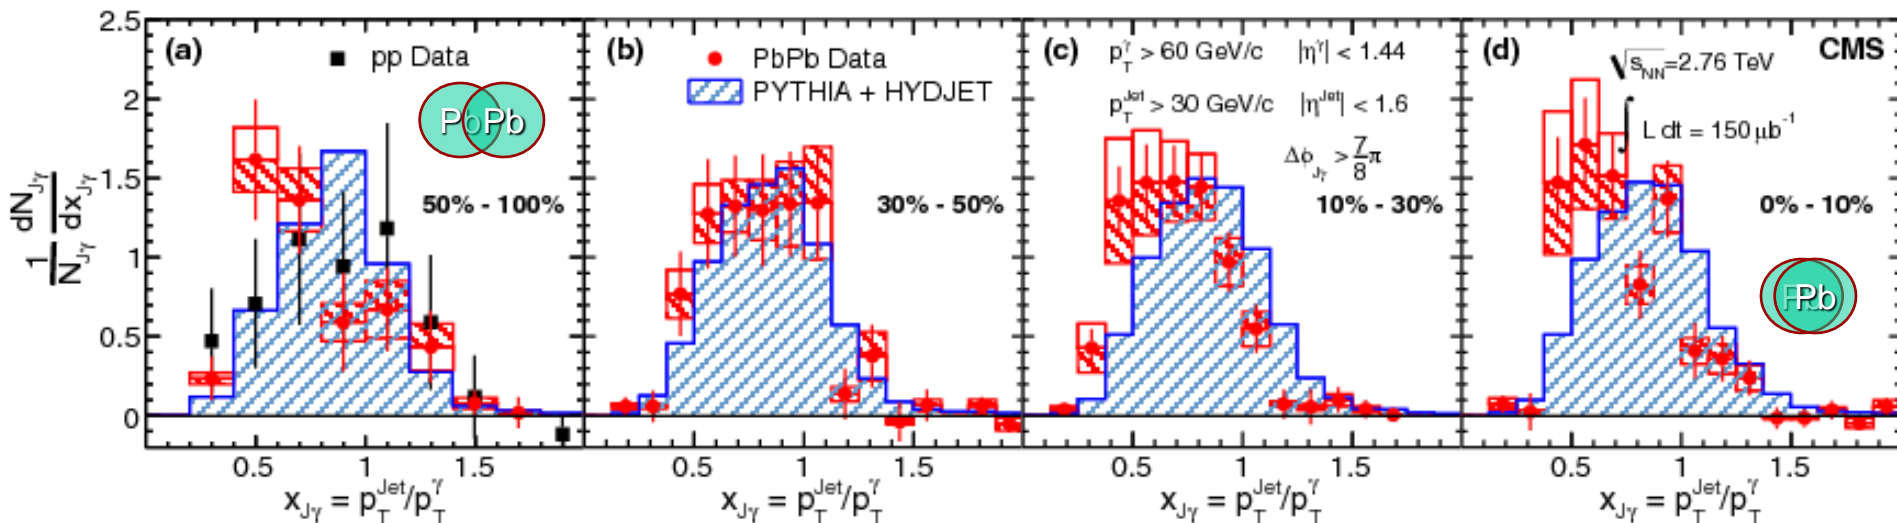 (a)
pp Data
PbPb
50% - 100%
(b)
PbPb Data
PYTHIA + HYDJET
30% - 50%
(c)
p_T^γ > 60 GeV/c |η^γ| < 1.44
p_T^Jet > 30 GeV/c |η^Jet| < 1.6
Δϕ_Jγ > 7/8 π
10% - 30%
(d) CMS
√s_NN=2.76 TeV
∫ L dt = 150 μb^-1
0% - 10%
Pb
1/N_Jγ dN_Jγ/dx_Jγ
2.5
2
1.5
1
0.5
0
0.5 1 1.5
0.5 1 1.5
0.5 1 1.5
0.5 1 1.5
x_Jγ = p_T^Jet/p_T^γ
x_Jγ = p_T^Jet/p_T^γ
x_Jγ = p_T^Jet/p_T^γ
x_Jγ = p_T^Jet/p_T^γ